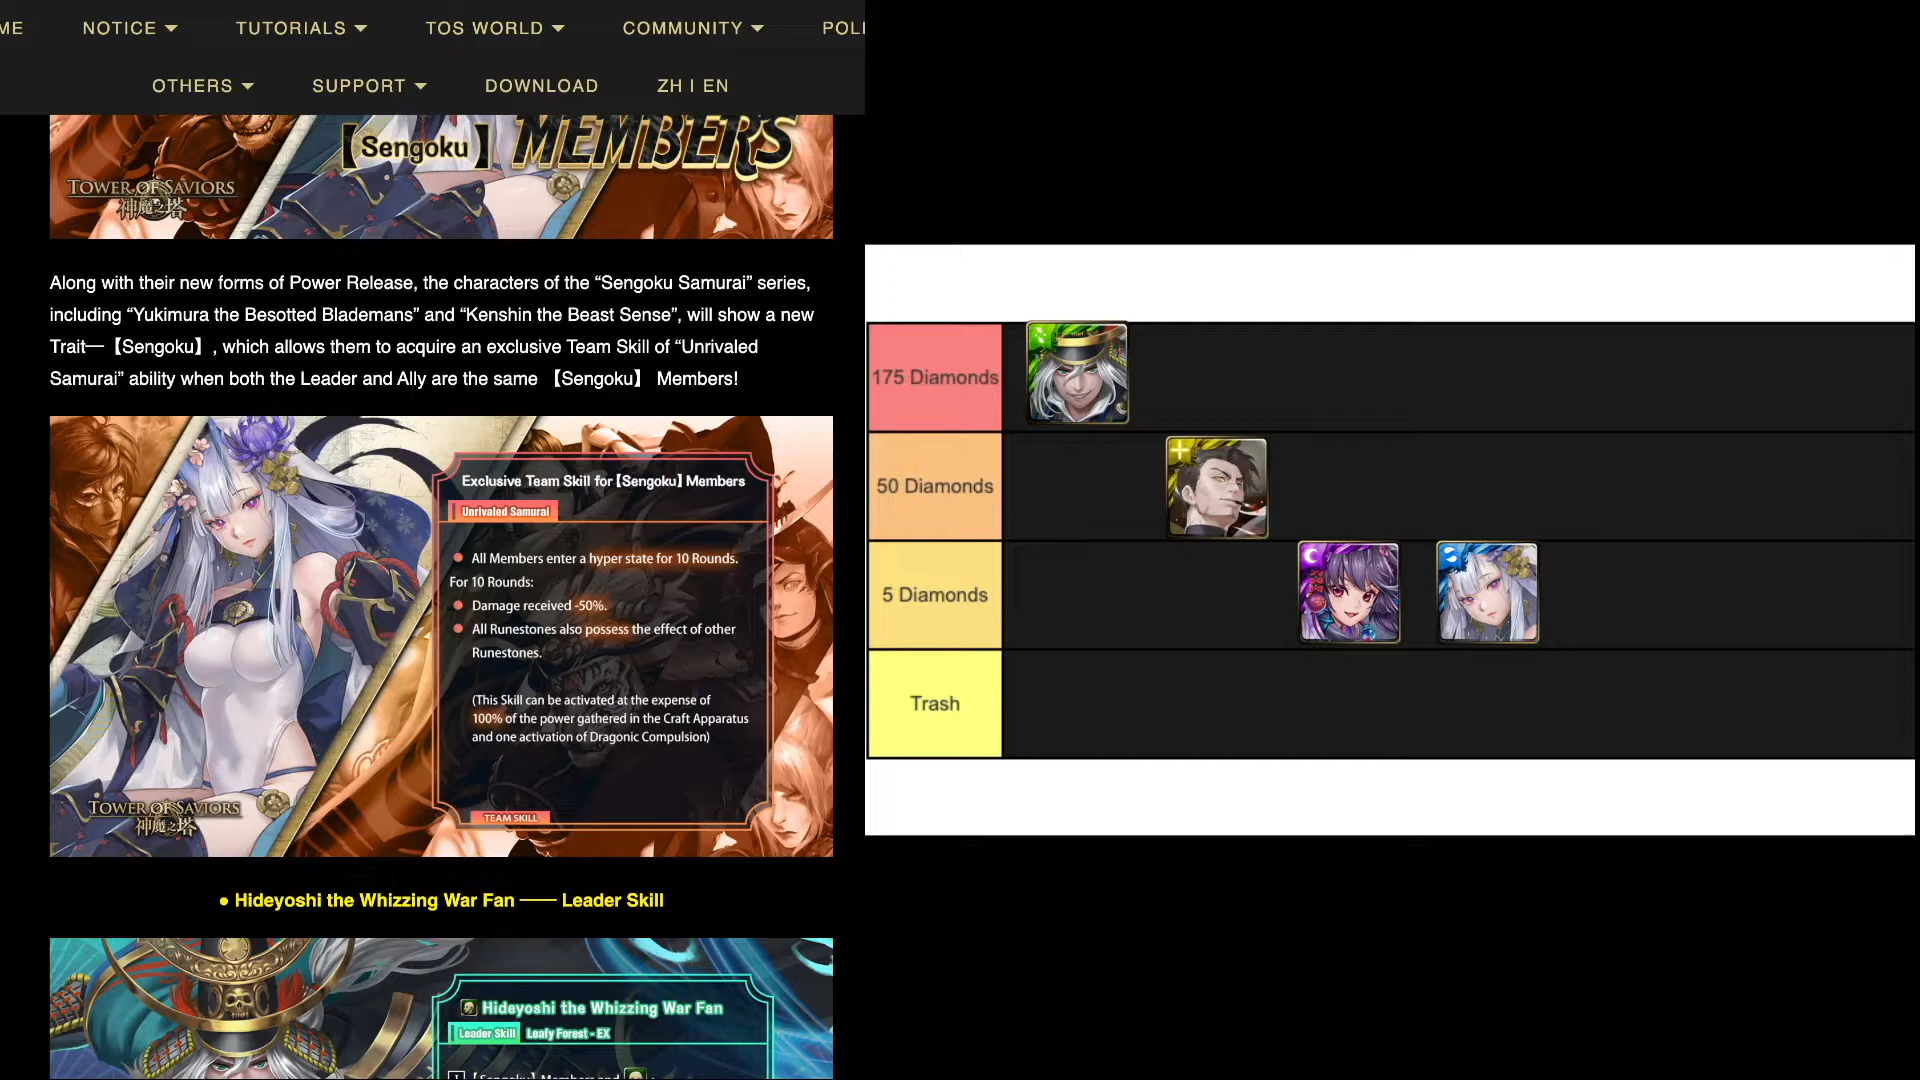 ME
NOTICE
TUTORIALS
TOS WORLD
COMMUNITY
POLI
OTHERS
SUPPORT
DOWNLOAD
ZH I EN
【Sengoku】 MEMBERS
TOWER OF SAVIORS
神魔之塔
Along with their new forms of Power Release, the characters of the “Sengoku Samurai” series,
including “Yukimura the Besotted Blademans” and “Kenshin the Beast Sense”, will show a new
Trait—【Sengoku】, which allows them to acquire an exclusive Team Skill of “Unrivaled
Samurai” ability when both the Leader and Ally are the same 【Sengoku】 Members!
Exclusive Team Skill for【Sengoku】Members
Unrivaled Samurai
All Members enter a hyper state for 10 Rounds.
For 10 Rounds:
Damage received -50%.
All Runestones also possess the effect of other
Runestones.
(This Skill can be activated at the expense of
100% of the power gathered in the Craft Apparatus
and one activation of Dragonic Compulsion)
TEAM SKILL
TOWER OF SAVIORS
神魔之塔
● Hideyoshi the Whizzing War Fan —— Leader Skill
Hideyoshi the Whizzing War Fan
Leader Skill Leafy Forest - EX
【Sengoku】Members and
175 Diamonds
50 Diamonds
5 Diamonds
Trash